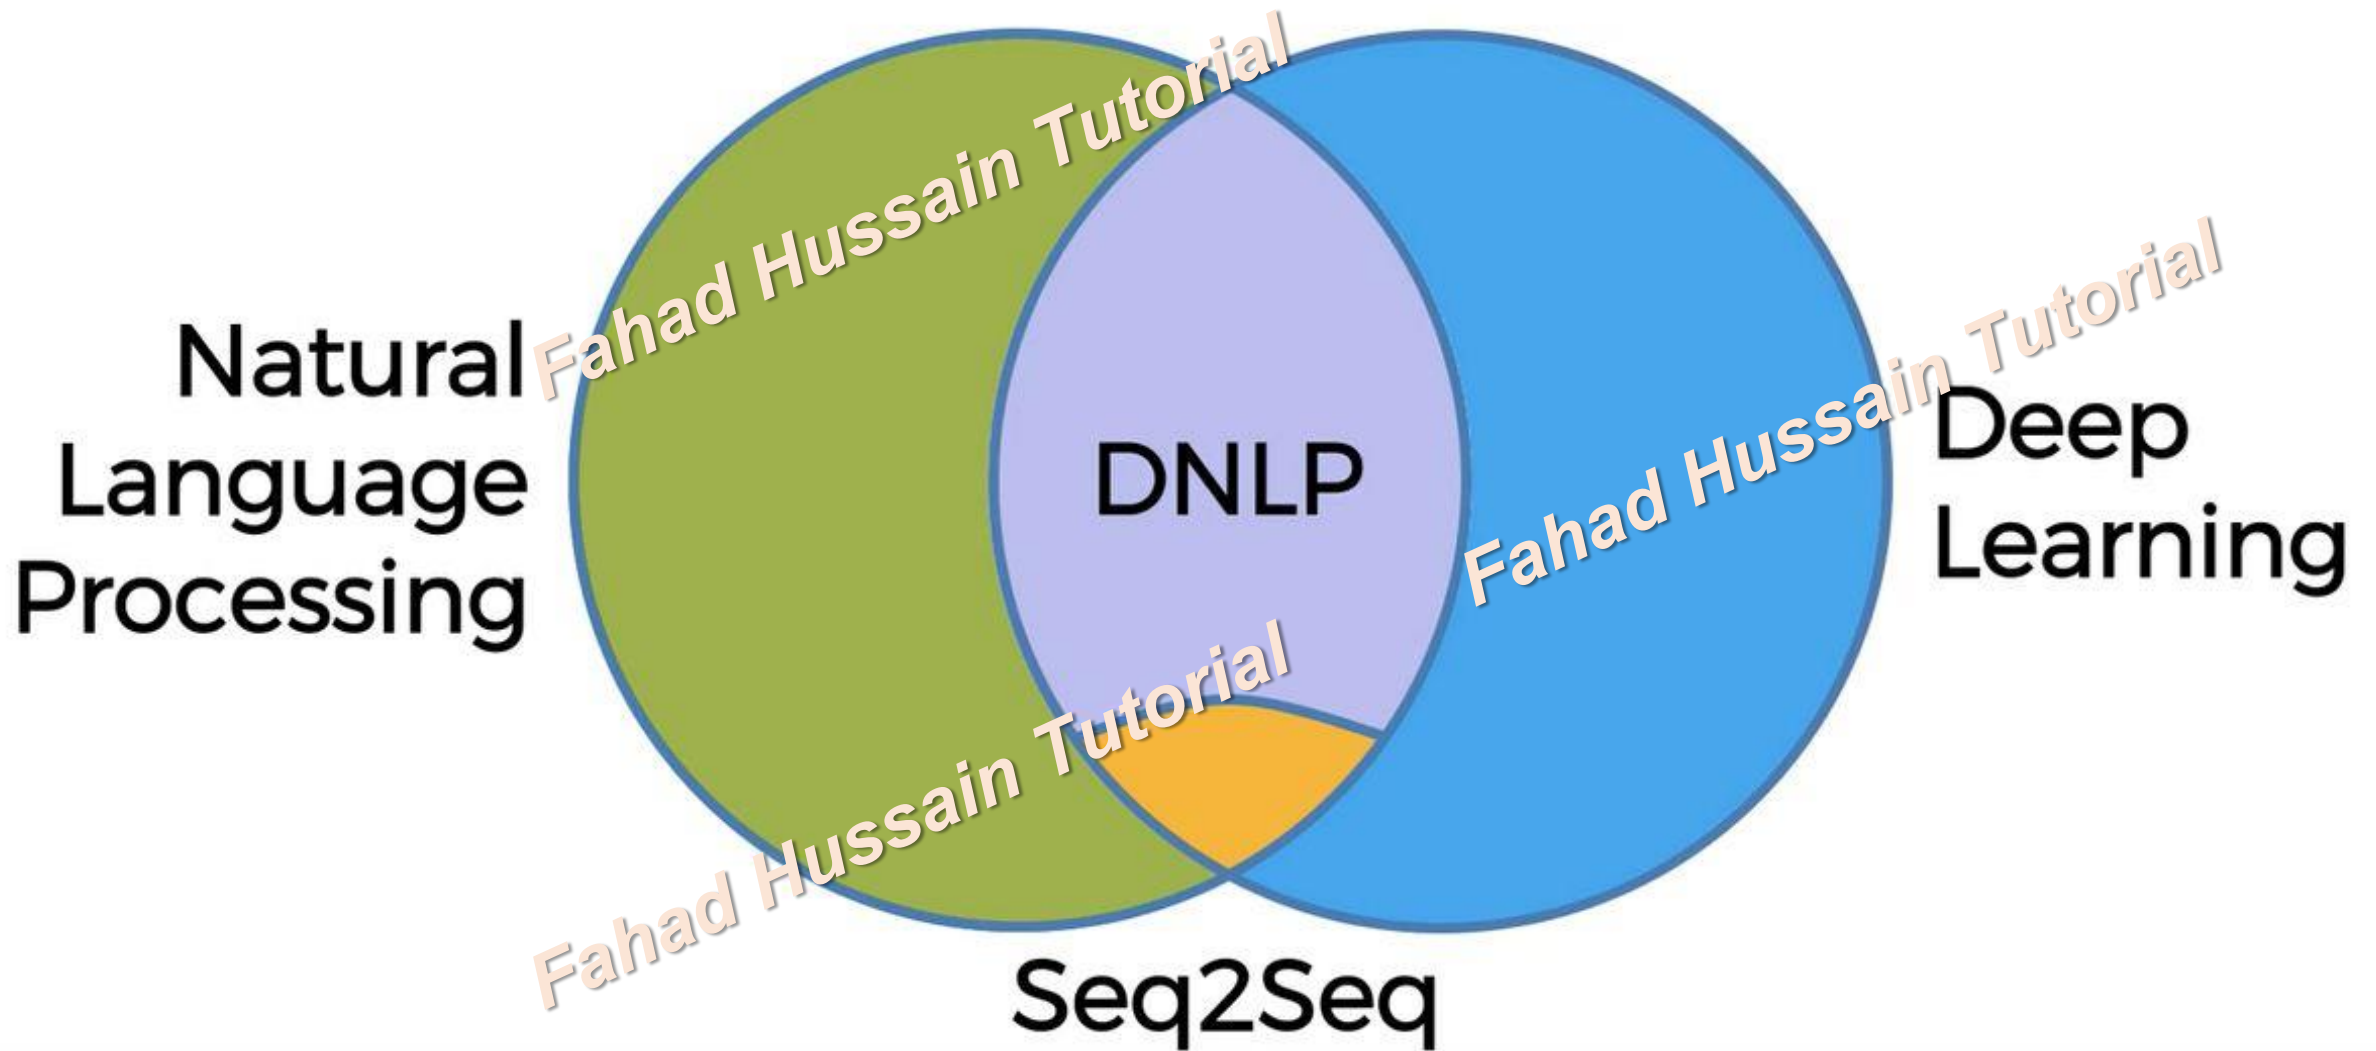 Fahad Hussain Tutorial
Natural
Language
Processing
DNLP
Fahad Hussain Tutorial
Deep
Learning
Fahad Hussain Tutorial
Seq2Seq